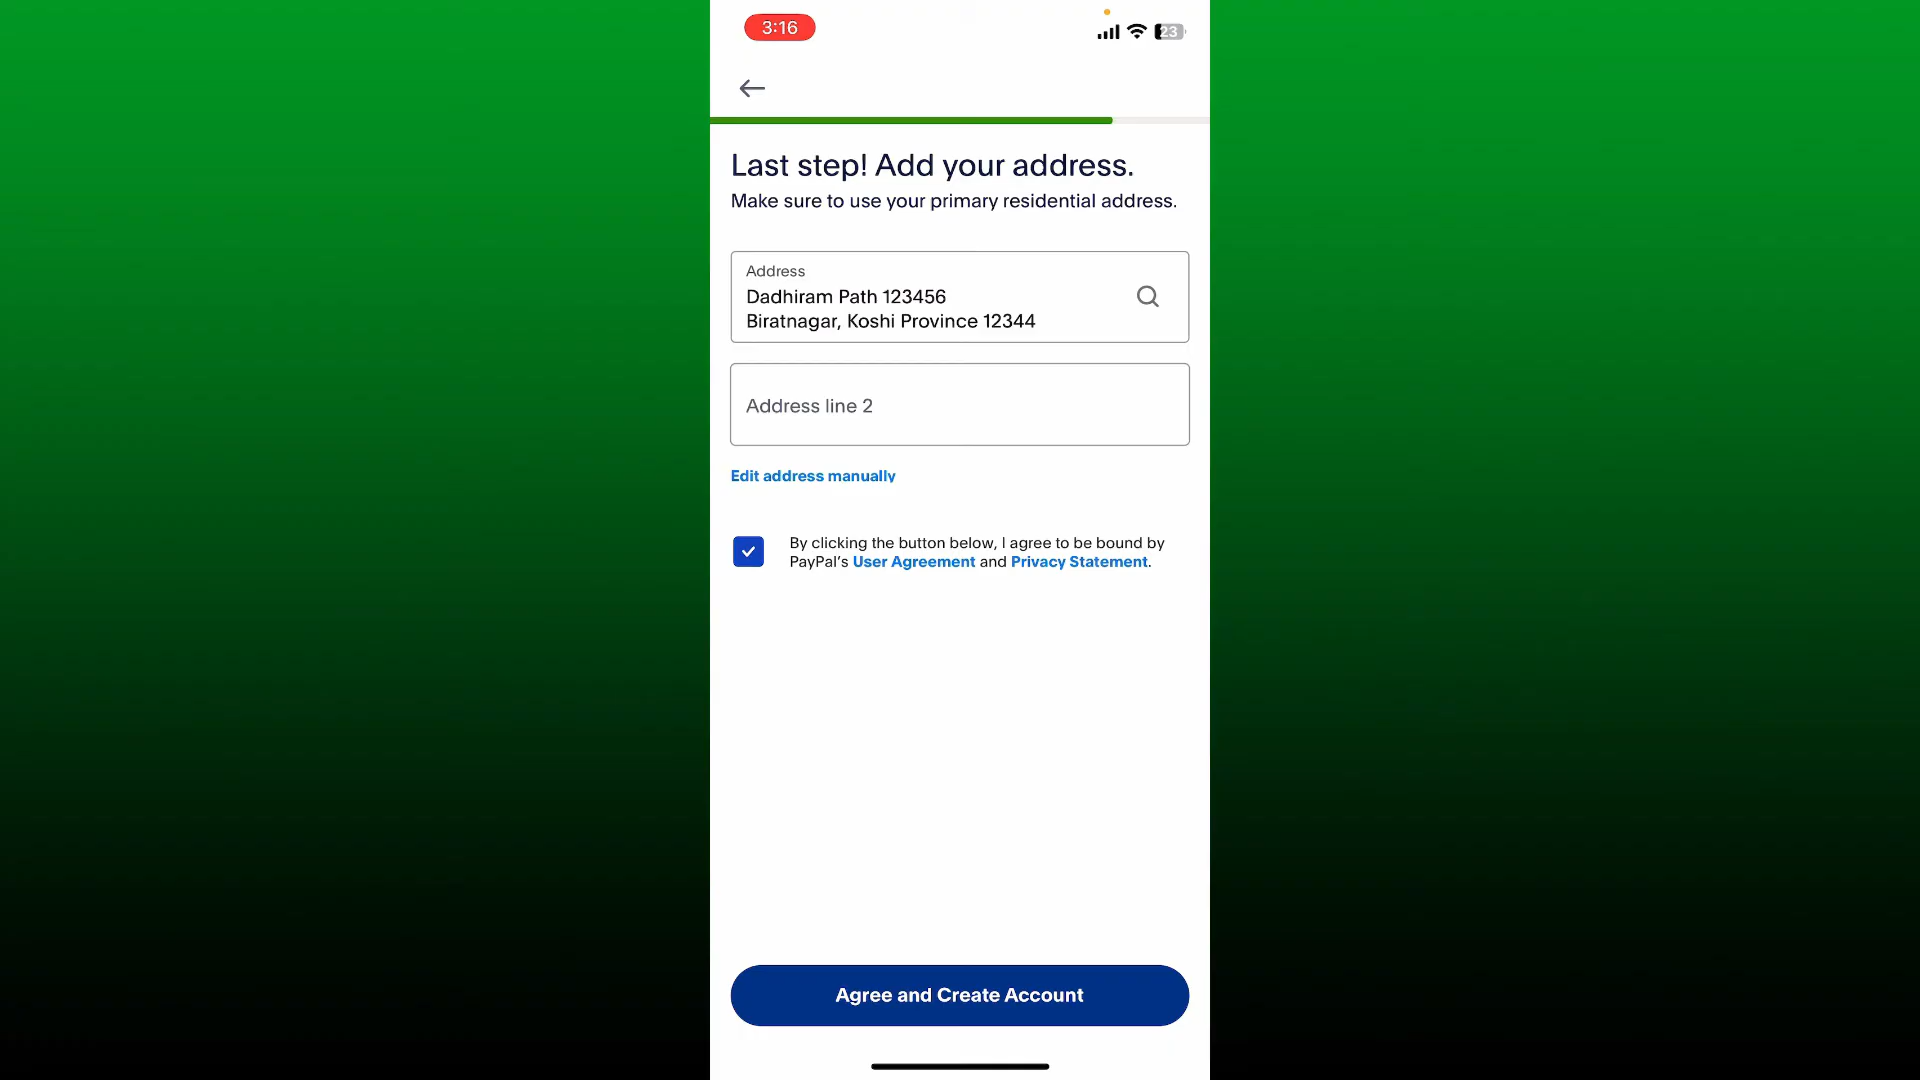 3:16
23
Last step! Add your address.
Make sure to use your primary residential address.
Address
Dadhiram Path 123456
Biratnagar, Koshi Province 12344
Address line 2
Edit address manually
By clicking the button below, I agree to be bound by
PayPal's User Agreement and Privacy Statement.
Agree and Create Account